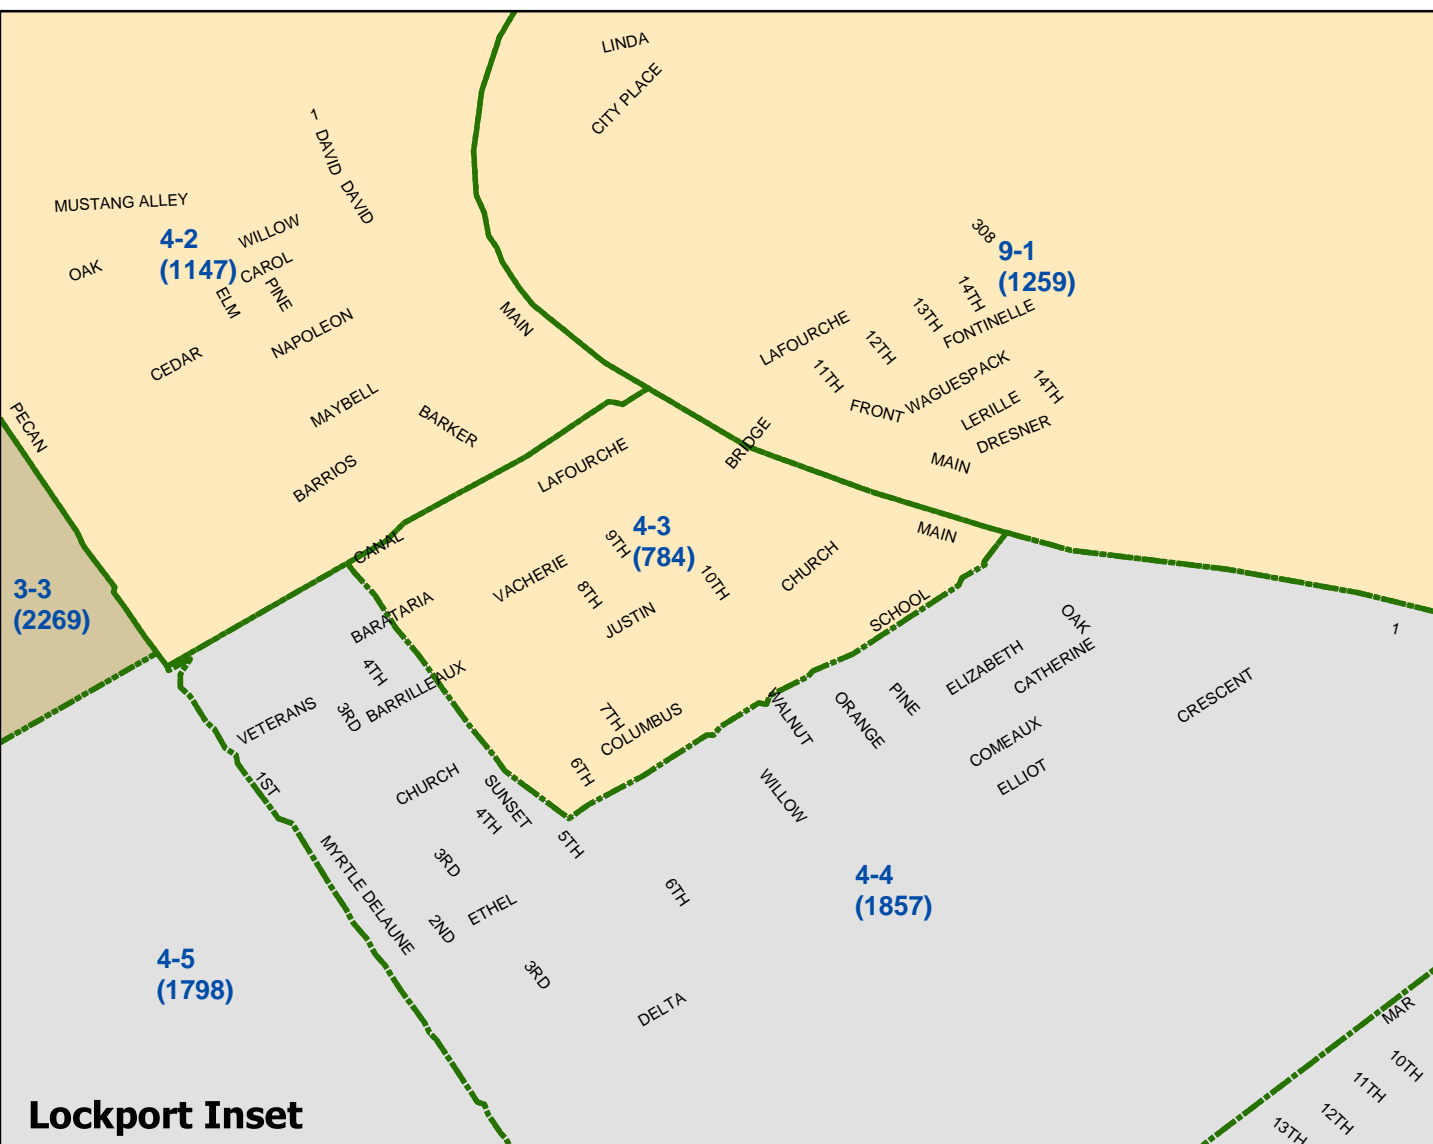 LINDA
CITY PLACE
1
DAVID
DAVID
MUSTANG ALLEY
WILLOW
4-2
(1147)
OAK
CAROL
PINE
ELM
NAPOLEON
CEDAR
MAIN
308
9-1
(1259)
14TH
13TH
FONTINELLE
LAFOURCHE
12TH
11TH
WAGUESPACK
FRONT
14TH
LERILLE
DRESNER
MAIN
PECAN
MAYBELL
BARKER
BARRIOS
BRIDGE
LAFOURCHE
4-3
(784)
9TH
CANAL
MAIN
VACHERIE
10TH
CHURCH
8TH
JUSTIN
SCHOOL
3-3
(2269)
BARATARIA
4TH
BARRILLEAUX
OAK
1
ELIZABETH
CATHERINE
CRESCENT
VETERANS
3RD
7TH
COLUMBUS
WALNUT
ORANGE
PINE
COMEAUX
ELLIOT
6TH
1ST
CHURCH
SUNSET
4TH
WILLOW
5TH
MYRTLE DELAUNE
3RD
6TH
4-4
(1857)
2ND
ETHEL
4-5
(1798)
3RD
DELTA
MAR
10TH
11TH
12TH
13TH
Lockport Inset